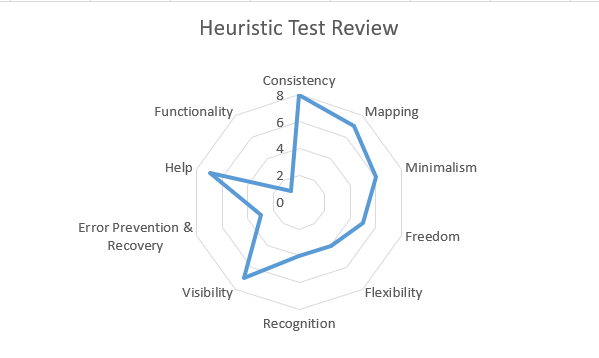 Heuristic Test Review
Consistency
8
Functionality
Mapping
6
4
Help
Minimalism
2
0
Error Prevention &
Recovery
Freedom
Visibility
Flexibility
Recognition